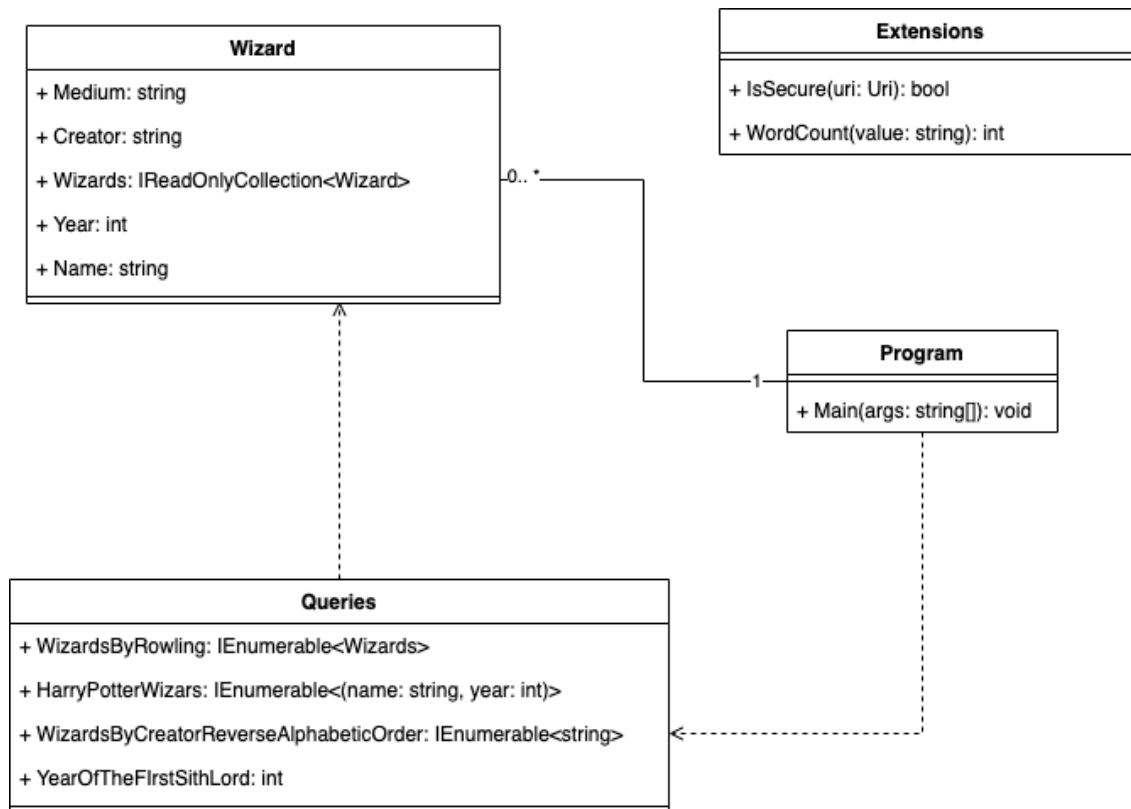 Wizard
+ Medium: string
+ Creator: string
+ Wizards: IReadOnlyCollection<Wizard>
+ Year: int
+ Name: string
Extensions
+ IsSecure(uri: Uri): bool
+ WordCount(value: string): int
0.. *
Program
1
+ Main(args: string[]): void
Queries
+ WizardsByRowling: IEnumerable<Wizards>
+ HarryPotterWizars: IEnumerable<(name: string, year: int)>
+ WizardsByCreatorReverseAlphabeticOrder: IEnumerable<string>
+ YearOfTheFIrstSithLord: int